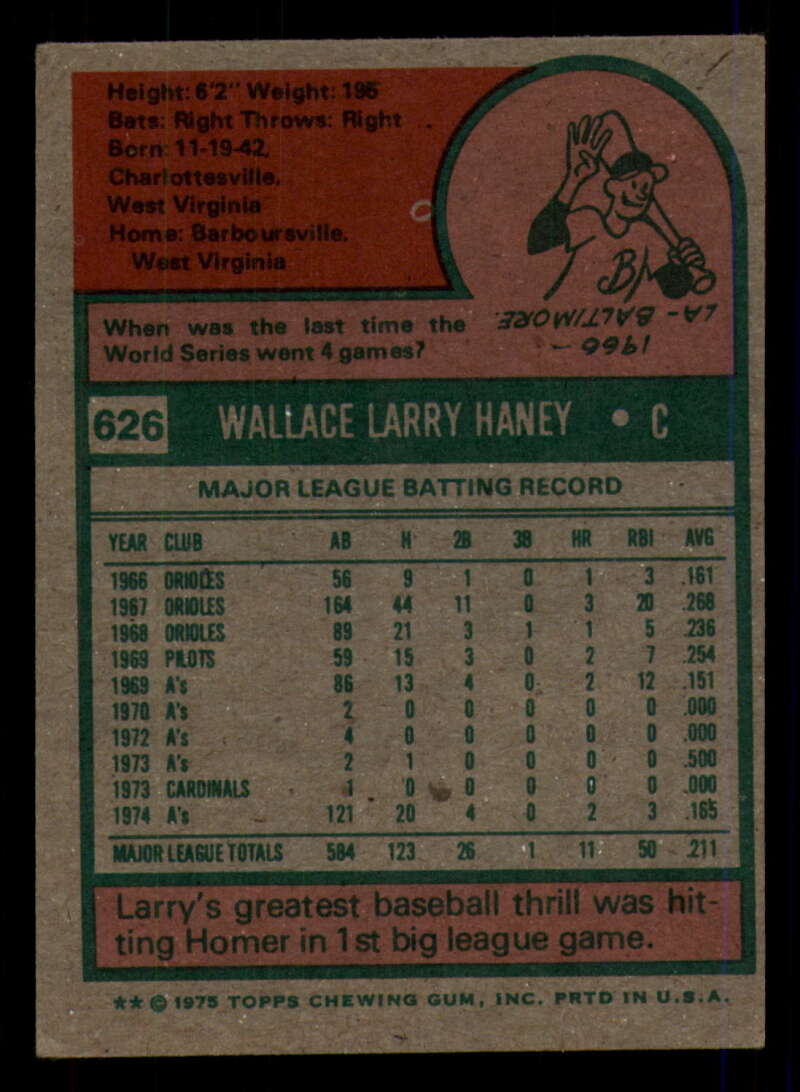 Height: 6'2" Weight: 195
Bats: Right Throws: Right
Born: 11-19-42,
Charlottesville,
West Virginia
Home: Barboursville,
West Virginia
When was the last time the
World Series went 4 games?
1966 -
LA - BALTIMORE.
B
626 WALLACE LARRY HANEY • C
MAJOR LEAGUE BATTING RECORD
YEAR CLUB AB H 2B 3B HR RBI AVG
1966 ORIOLES 56 9 1 0 1 3 .161
1967 ORIOLES 164 44 11 0 3 20 .268
1968 ORIOLES 89 21 3 1 1 5 .236
1969 PILOTS 59 15 3 0 2 7 .254
1969 A's 86 13 4 0 2 12 .151
1970 A's 2 0 0 0 0 0 .000
1972 A's 4 0 0 0 0 0 .000
1973 A's 2 1 0 0 0 0 .500
1973 CARDINALS 1 0 0 0 0 0 .000
1974 A's 121 20 4 0 2 3 .165
MAJOR LEAGUE TOTALS 584 123 26 1 11 50 .211
Larry's greatest baseball thrill was hit-
ting Homer in 1st big league game.
** © 1975 TOPPS CHEWING GUM, INC. PRTD IN U.S.A.